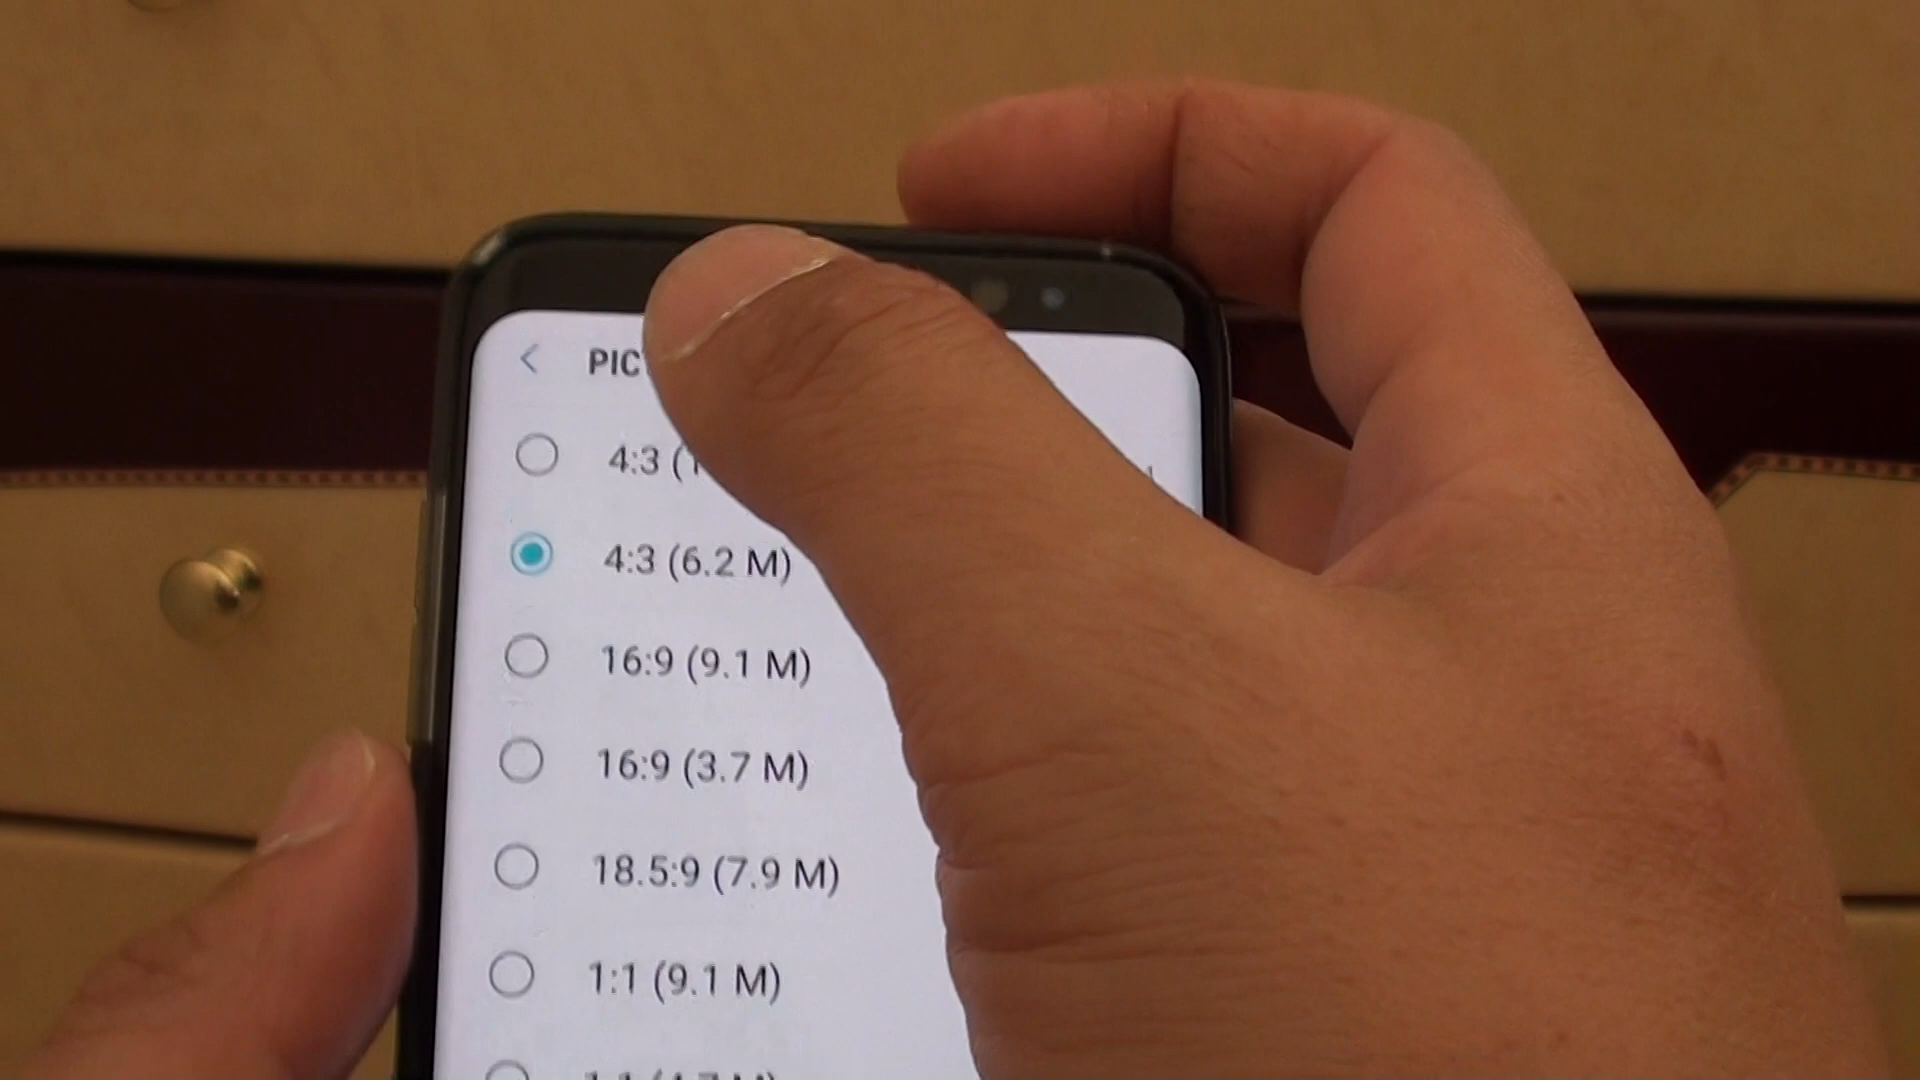 PIC
4:3 (1
4:3 (6.2 M)
16:9 (9.1 M)
16:9 (3.7 M)
18.5:9 (7.9 M)
1:1 (9.1 M)